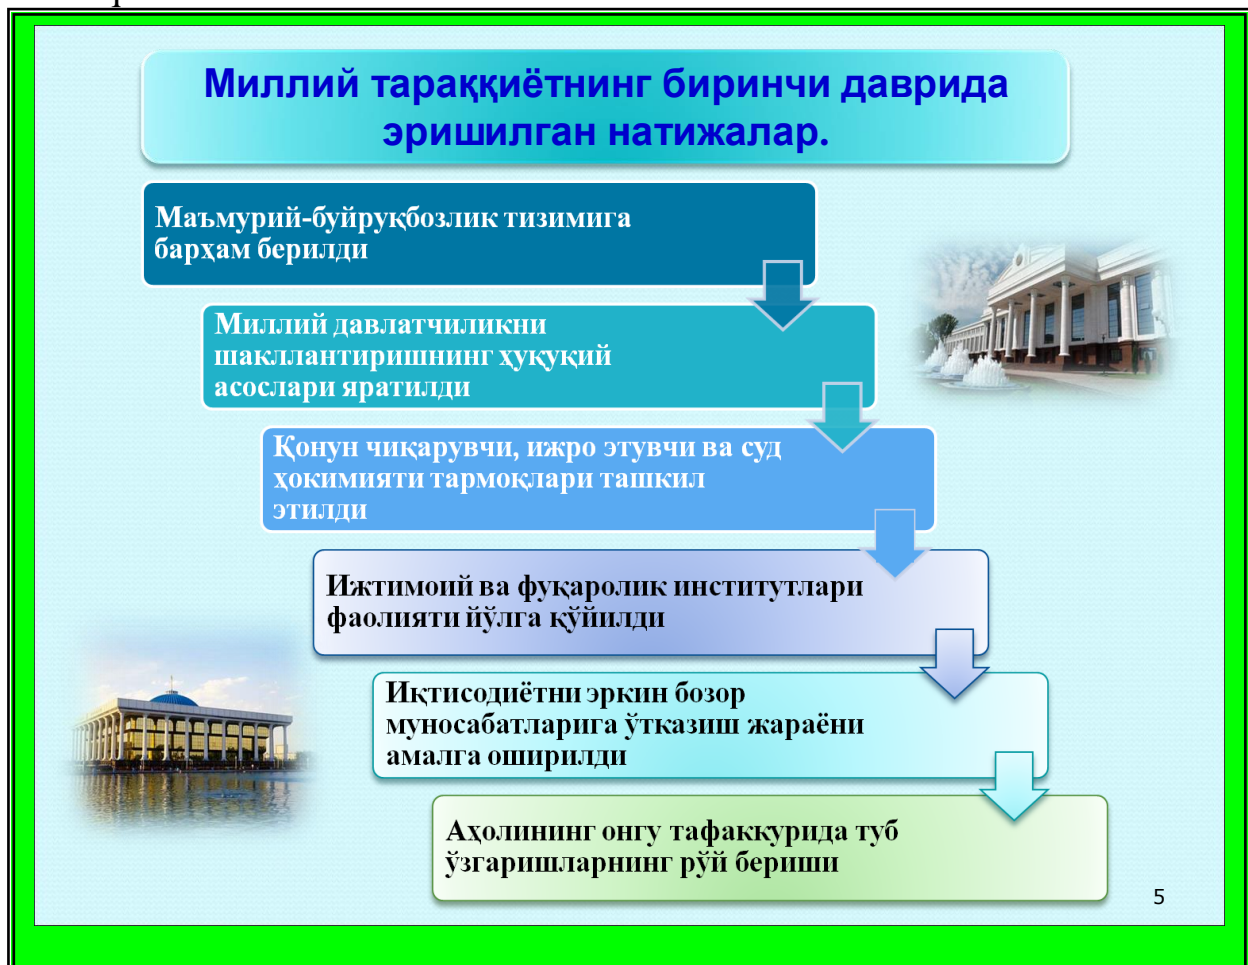 Миллий тараққиётнинг биринчи даврида
эришилган натижалар.
Маъмурий-буйруқбозлик тизимига
барҳам берилди
Миллий давлатчиликни
шакллантиришнинг ҳуқуқий
асослари яратилди
Қонун чиқарувчи, ижро этувчи ва суд
ҳокимияти тармоқлари ташкил
этилди
Ижтимоий ва фуқаролик институтлари
фаолияти йўлга қўйилди
Иқтисодиётни эркин бозор
муносабатларига ўтказиш жараёни
амалга оширилди
Аҳолининг онгу тафаккурида туб
ўзгаришларнинг рўй бериши
5